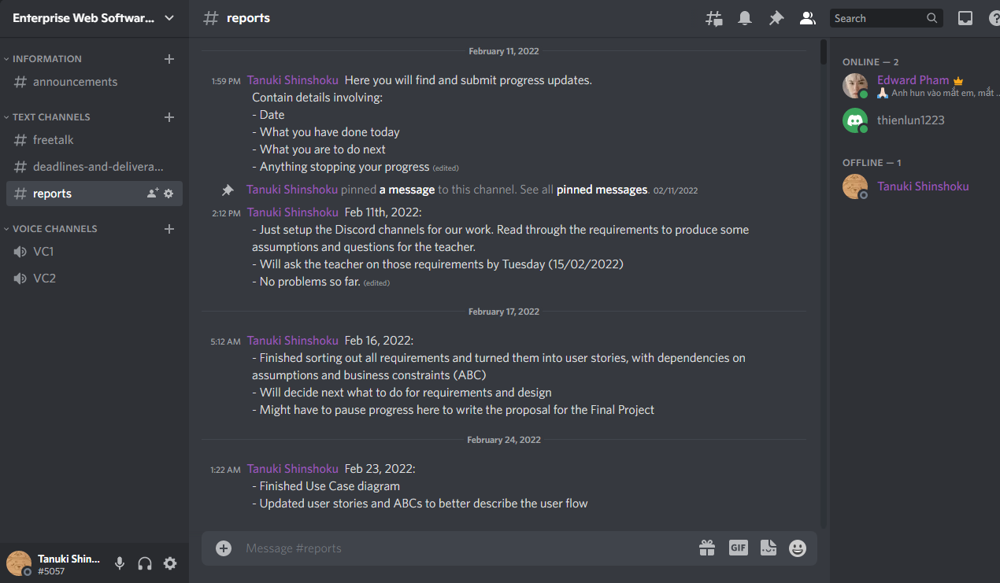 Enterprise Web Softwar...
reports
Search
INFORMATION
announcements
TEXT CHANNELS
freetalk
deadlines-and-delivera...
reports
VOICE CHANNELS
VC1
VC2
Tanuki Shin...
#5057
February 11, 2022
1:59 PM Tanuki Shinshoku Here you will find and submit progress updates.
Contain details involving:
- Date
- What you have done today
- What you are to do next
- Anything stopping your progress (edited)
Tanuki Shinshoku pinned a message to this channel. See all pinned messages. 02/11/2022
2:12 PM Tanuki Shinshoku Feb 11th, 2022:
- Just setup the Discord channels for our work. Read through the requirements to produce some
assumptions and questions for the teacher.
- Will ask the teacher on those requirements by Tuesday (15/02/2022)
- No problems so far. (edited)
February 17, 2022
5:12 AM Tanuki Shinshoku Feb 16, 2022:
- Finished sorting out all requirements and turned them into user stories, with dependencies on
assumptions and business constraints (ABC)
- Will decide next what to do for requirements and design
- Might have to pause progress here to write the proposal for the Final Project
February 24, 2022
1:22 AM Tanuki Shinshoku Feb 23, 2022:
- Finished Use Case diagram
- Updated user stories and ABCs to better describe the user flow
Message #reports
GIF
ONLINE — 2
Edward Pham
Anh hun vào mắt em, mắt ...
thienlun1223
OFFLINE — 1
Tanuki Shinshoku